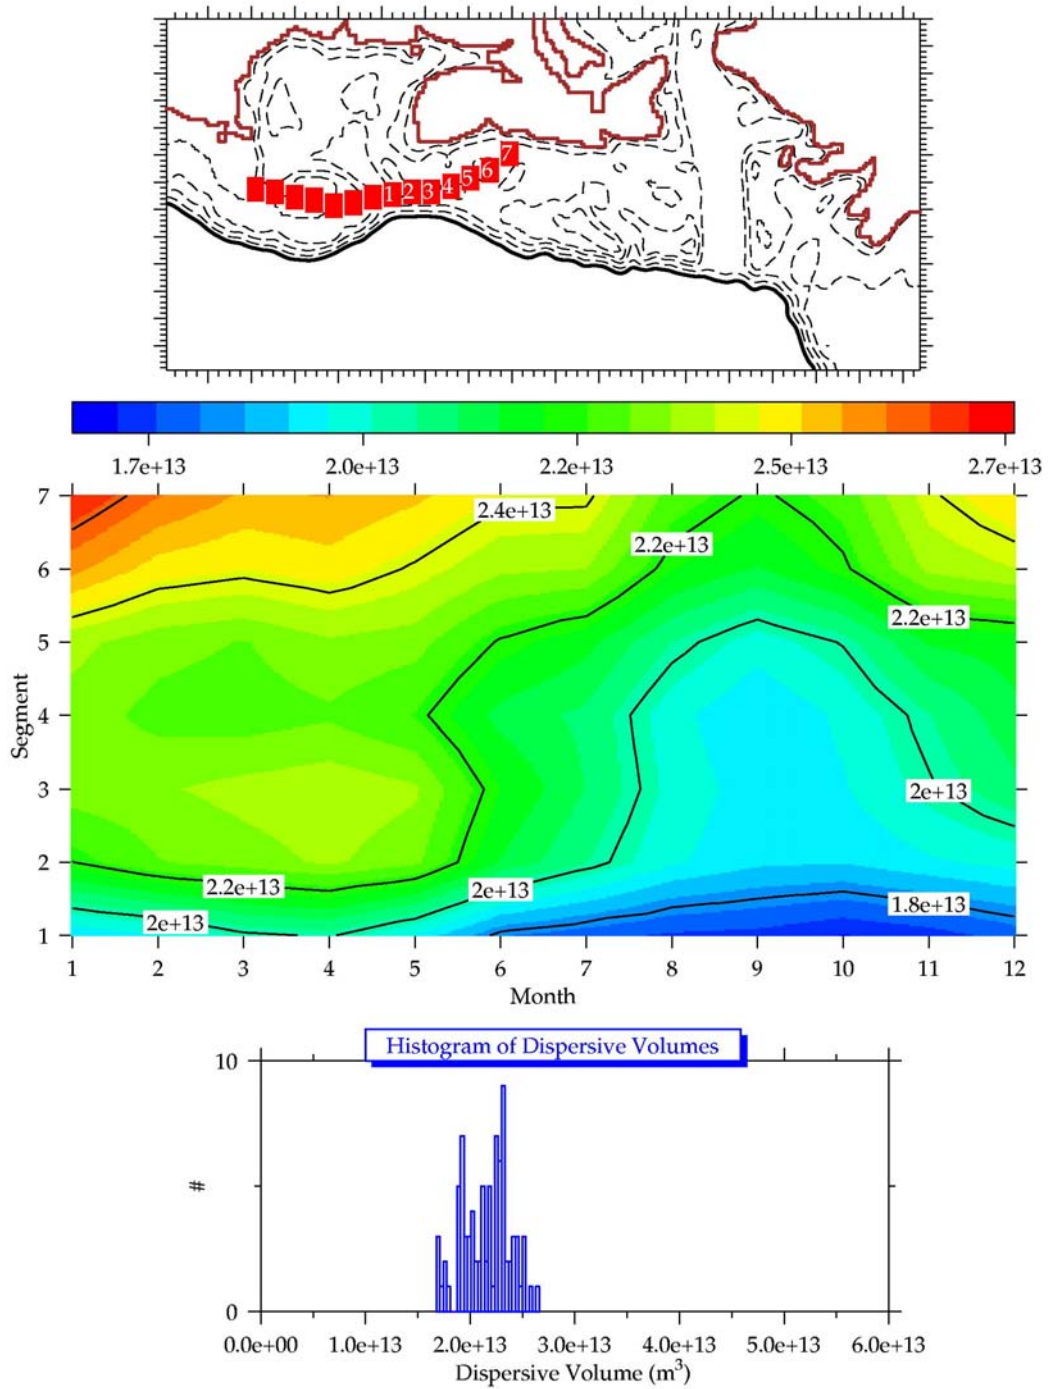 1 2 3 4 5 6 7
1.7e+13 2.0e+13 2.2e+13 2.5e+13 2.7e+13
7
2.4e+13
2.2e+13
6
2.2e+13
5
Segment
4
3
2e+13
2
2.2e+13
2e+13
1.8e+13
2e+13
1
1 2 3 4 5 6 7 8 9 10 11 12
Month
Histogram of Dispersive Volumes
10
#
0
0.0e+00 1.0e+13 2.0e+13 3.0e+13 4.0e+13 5.0e+13 6.0e+13
Dispersive Volume (m³)